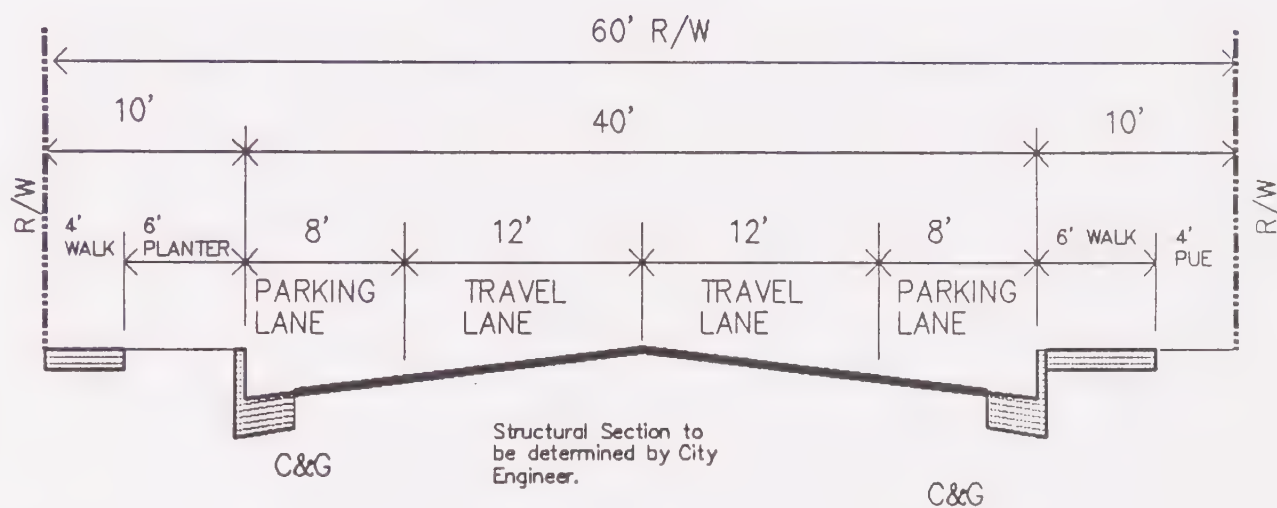 60' R/W
10'
40'
10'
R/W
R/W
4'
WALK
6'
PLANTER
8'
12'
12'
8'
6' WALK
4'
PUE
PARKING
LANE
TRAVEL
LANE
TRAVEL
LANE
PARKING
LANE
Structural Section to
be determined by City
Engineer.
C&G
C&G